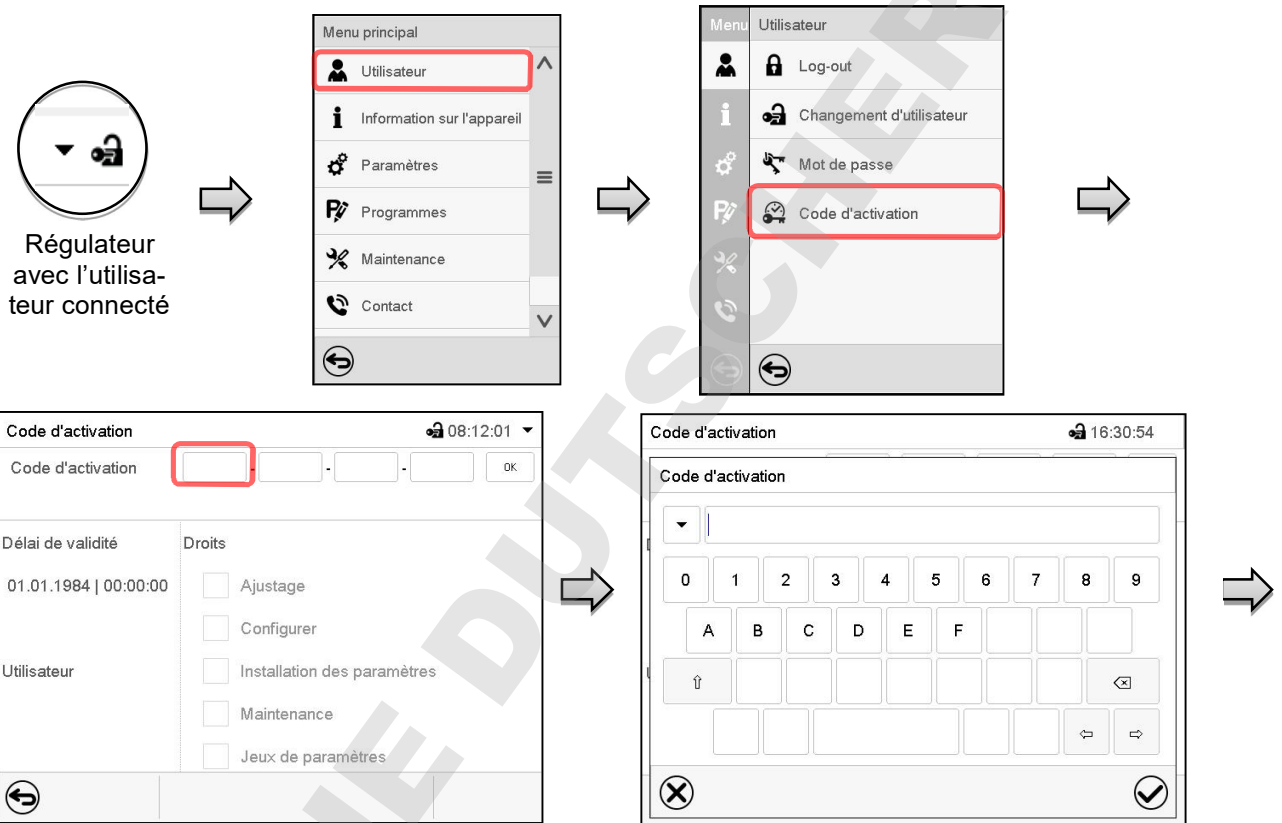 Régulateur
avec l’utilisa-
teur connecté
Menu principal
Utilisateur
Information sur l'appareil
Paramètres
Programmes
Maintenance
Contact
Menu
Utilisateur
Log-out
Changement d'utilisateur
Mot de passe
Code d'activation
Code d'activation 08:12:01
Code d'activation - - - OK
Délai de validité Droits
01.01.1984 | 00:00:00 Ajustage
Configurer
Utilisateur Installation des paramètres
Maintenance
Jeux de paramètres
Code d'activation 16:30:54
Code d'activation
0 1 2 3 4 5 6 7 8 9
A B C D E F